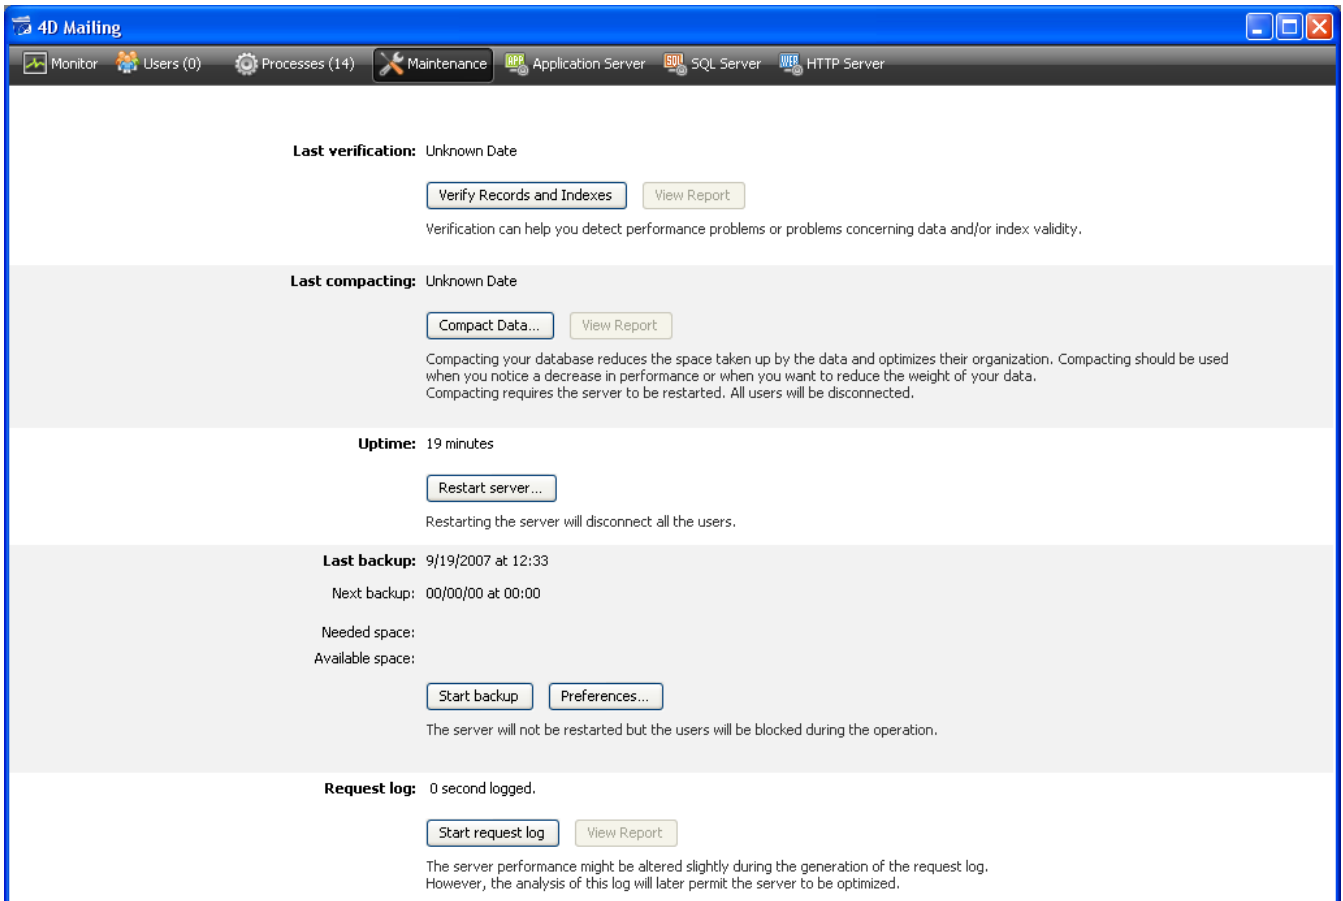 4D Mailing
Monitor Users (0) Processes (14) Maintenance APP Application Server SQL SQL Server WEB HTTP Server
Last verification: Unknown Date
Verify Records and Indexes View Report
Verification can help you detect performance problems or problems concerning data and/or index validity.
Last compacting: Unknown Date
Compact Data... View Report
Compacting your database reduces the space taken up by the data and optimizes their organization. Compacting should be used
when you notice a decrease in performance or when you want to reduce the weight of your data.
Compacting requires the server to be restarted. All users will be disconnected.
Uptime: 19 minutes
Restart server...
Restarting the server will disconnect all the users.
Last backup: 9/19/2007 at 12:33
Next backup: 00/00/00 at 00:00
Needed space:
Available space:
Start backup Preferences...
The server will not be restarted but the users will be blocked during the operation.
Request log: 0 second logged.
Start request log View Report
The server performance might be altered slightly during the generation of the request log.
However, the analysis of this log will later permit the server to be optimized.